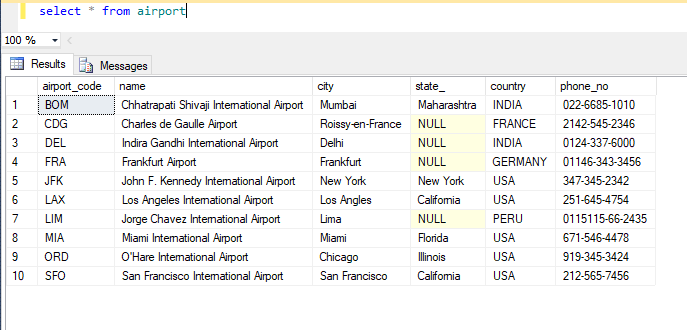 select * from airport
100 %
Results Messages
airport_code name city state_ country phone_no
1 BOM Chhatrapati Shivaji International Airport Mumbai Maharashtra INDIA 022-6685-1010
2 CDG Charles de Gaulle Airport Roissy-en-France NULL FRANCE 2142-545-2346
3 DEL Indira Gandhi International Airport Delhi NULL INDIA 0124-337-6000
4 FRA Frankfurt Airport Frankfurt NULL GERMANY 01146-343-3456
5 JFK John F. Kennedy International Airport New York New York USA 347-345-2342
6 LAX Los Angeles International Airport Los Angles California USA 251-645-4754
7 LIM Jorge Chavez International Airport Lima NULL PERU 0115115-66-2435
8 MIA Miami International Airport Miami Florida USA 671-546-4478
9 ORD O'Hare International Airport Chicago Illinois USA 919-345-3424
10 SFO San Francisco International Airport San Francisco California USA 212-565-7456